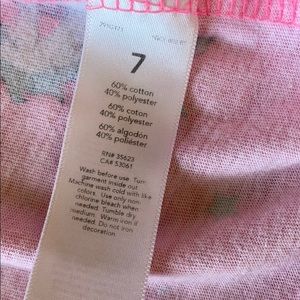 7
60% cotton
40% polyester
60% coton
40% polyester
60% algodón
40% poliéster
RN# 35623
CA# 53061
Wash before use. Turn
garment inside out
Machine wash cold with like
colors. Use only non
chlorine bleach when
needed. Tumble dry
medium. Warm iron if
needed. Do not iron
decoration.